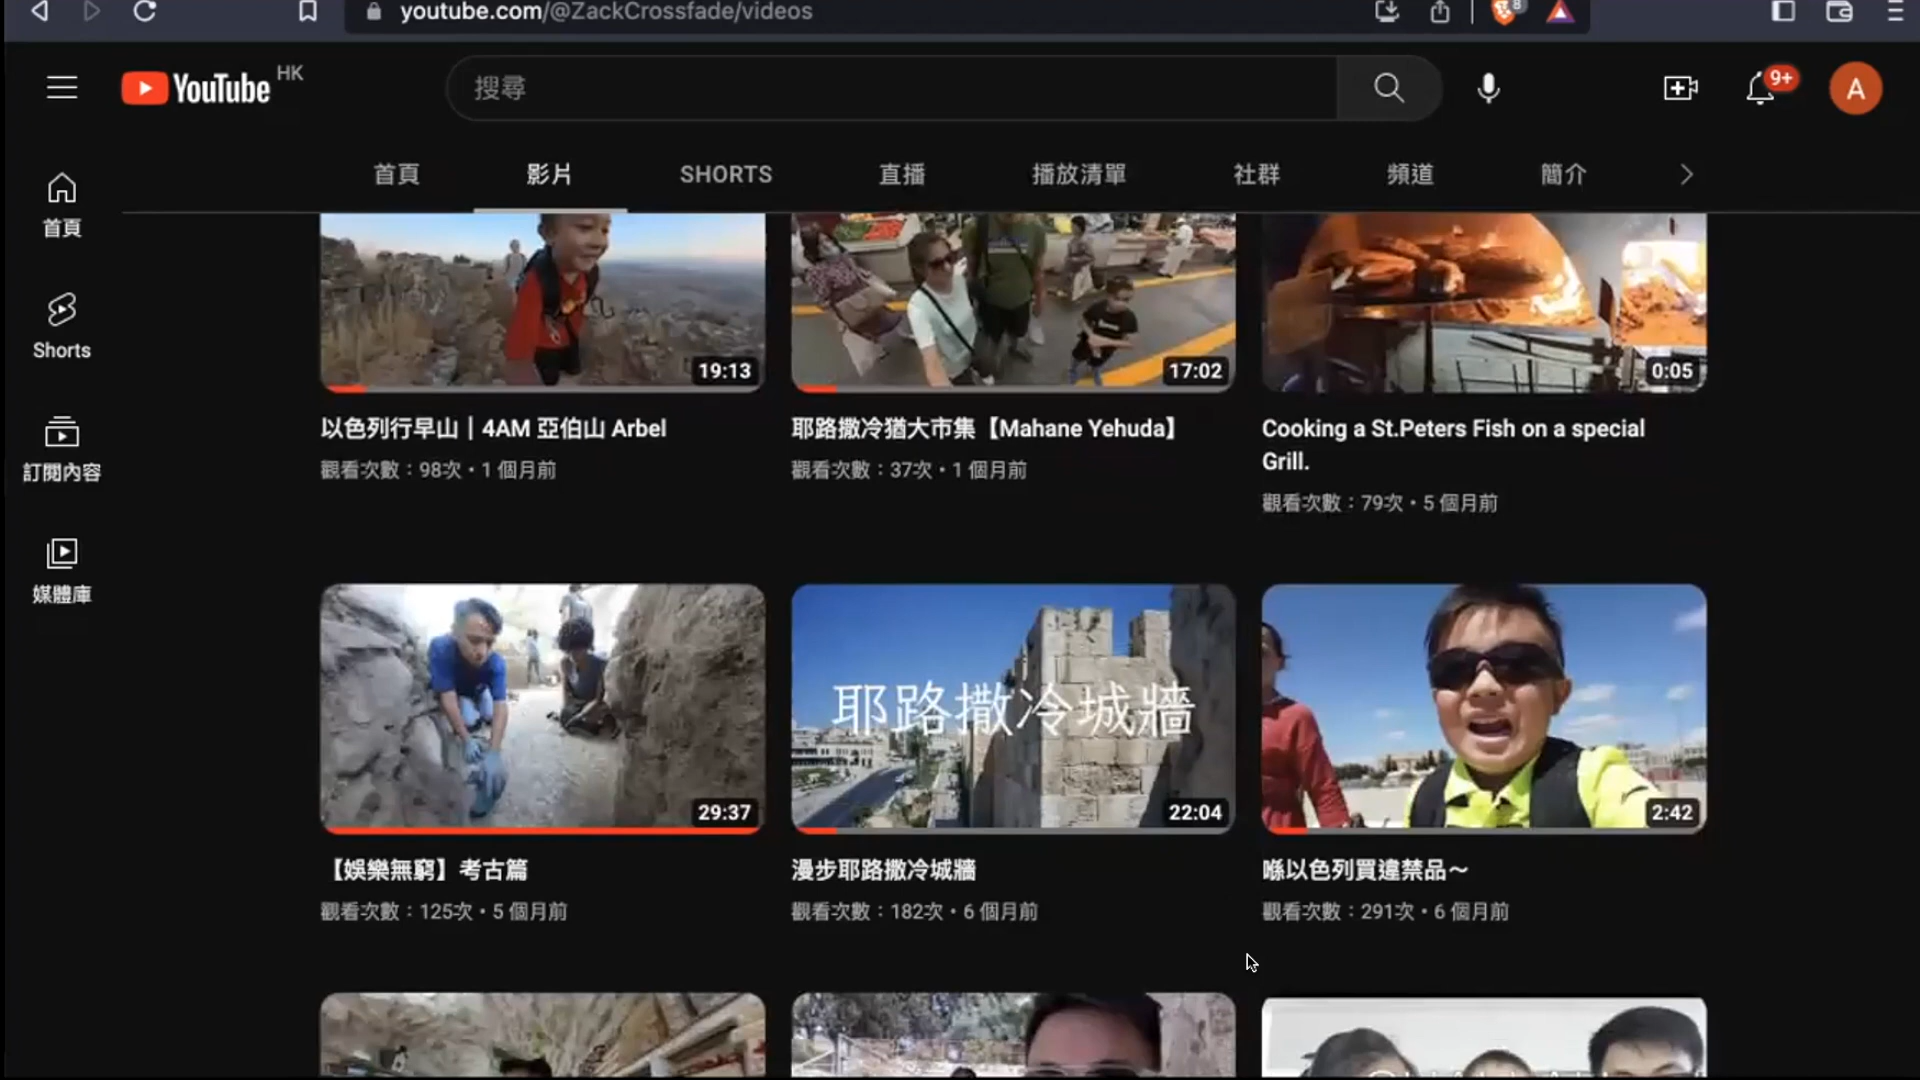 youtube.com/@ZackCrossfade/videos
8
YouTube HK
搜尋
9+
A
首頁
影片
SHORTS
直播
播放清單
社群
頻道
簡介
首頁
Shorts
訂閱內容
媒體庫
19:13
以色列行早山｜4AM 亞伯山 Arbel
觀看次數：98次・1 個月前
17:02
耶路撒冷猶大市集【Mahane Yehuda】
觀看次數：37次・1 個月前
0:05
Cooking a St.Peters Fish on a special
Grill.
觀看次數：79次・5 個月前
29:37
【娛樂無窮】考古篇
觀看次數：125次・5 個月前
耶路撒冷城牆
22:04
漫步耶路撒冷城牆
觀看次數：182次・6 個月前
2:42
喺以色列買違禁品～
觀看次數：291次・6 個月前